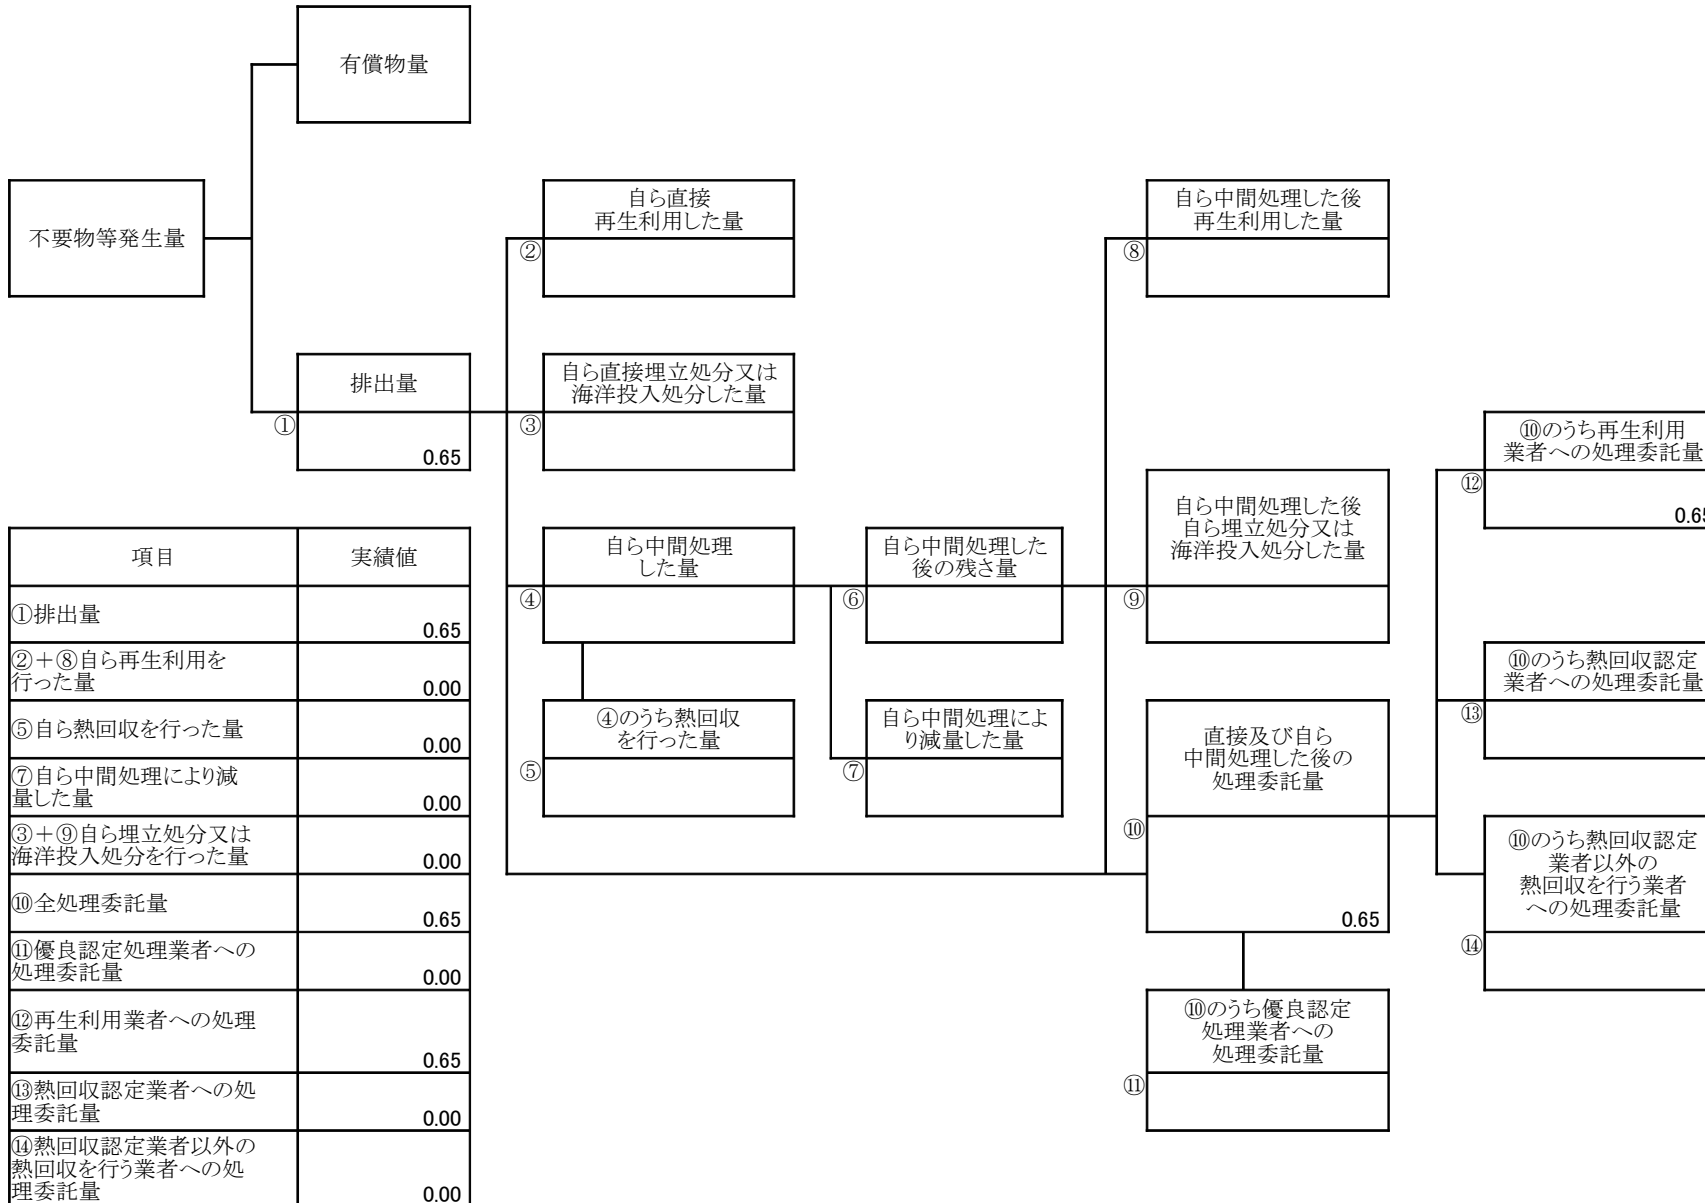 有償物量
不要物等発生量
排出量
①
0.65
自ら直接
再生利用した量
②
自ら直接埋立処分又は
海洋投入処分した量
③
自ら中間処理
した量
④
④のうち熱回収
を行った量
⑤
自ら中間処理した
後の残さ量
⑥
自ら中間処理によ
り減量した量
⑦
自ら中間処理した後
再生利用した量
⑧
自ら中間処理した後
自ら埋立処分又は
海洋投入処分した量
⑨
直接及び自ら
中間処理した後の
処理委託量
⑩
0.65
⑩のうち優良認定
処理業者への
処理委託量
⑪
⑩のうち再生利用
業者への処理委託量
⑫
0.65
⑩のうち熱回収認定
業者への処理委託量
⑬
⑩のうち熱回収認定
業者以外の
熱回収を行う業者
への処理委託量
⑭
項目 実績値
①排出量 0.65
②＋⑧自ら再生利用を
行った量 0.00
⑤自ら熱回収を行った量 0.00
⑦自ら中間処理により減
量した量 0.00
③＋⑨自ら埋立処分又は
海洋投入処分を行った量 0.00
⑩全処理委託量 0.65
⑪優良認定処理業者への
処理委託量 0.00
⑫再生利用業者への処理
委託量 0.65
⑬熱回収認定業者への処
理委託量 0.00
⑭熱回収認定業者以外の
熱回収を行う業者への処
理委託量 0.00